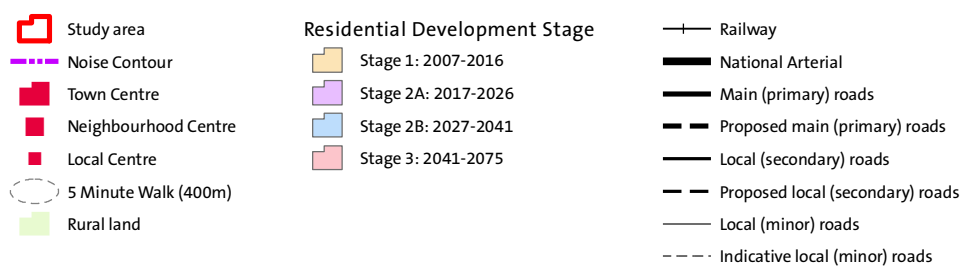 Study area
Noise Contour
Town Centre
Neighbourhood Centre
Local Centre
5 Minute Walk (400m)
Rural land
Residential Development Stage
Stage 1: 2007-2016
Stage 2A: 2017-2026
Stage 2B: 2027-2041
Stage 3: 2041-2075
Railway
National Arterial
Main (primary) roads
Proposed main (primary) roads
Local (secondary) roads
Proposed local (secondary) roads
Local (minor) roads
Indicative local (minor) roads